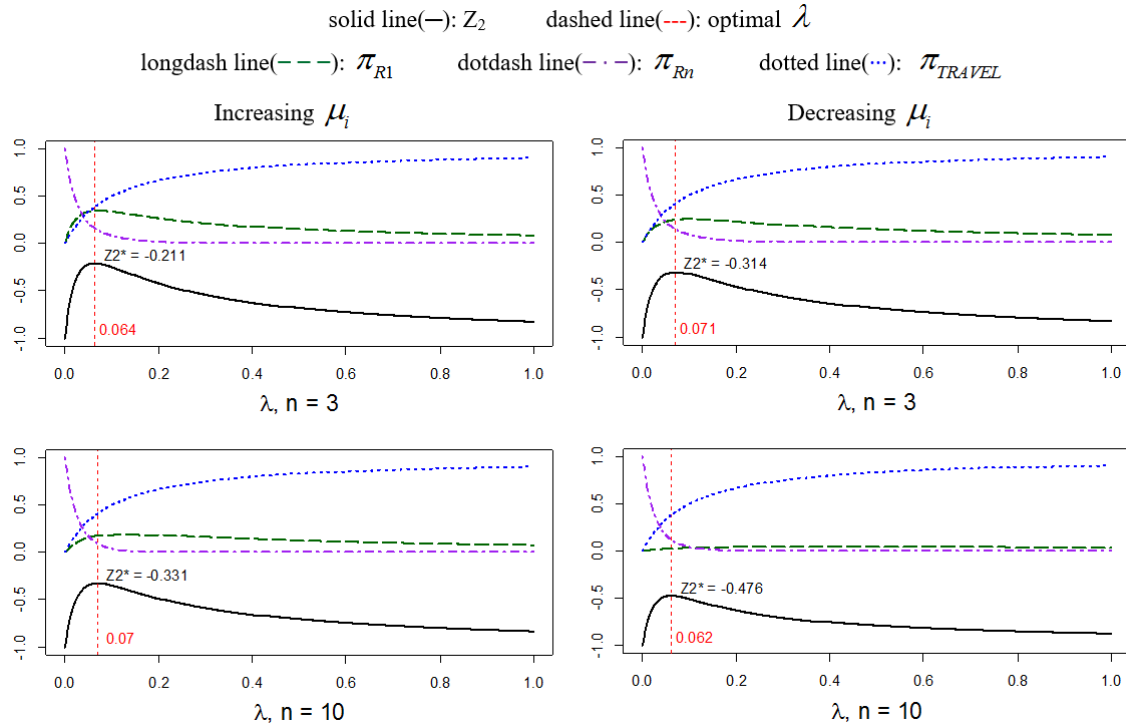 solid line(—): Z₂ dashed line(---): optimal λ
longdash line(– – –): π_R1 dotdash line(– · –): π_Rn dotted line(···): π_TRAVEL
Increasing μ_i Decreasing μ_i
-1.0 -0.5 0.0 0.5 1.0
Z2* = -0.211
0.064
0.0 0.2 0.4 0.6 0.8 1.0
λ, n = 3
-1.0 -0.5 0.0 0.5 1.0
Z2* = -0.314
0.071
0.0 0.2 0.4 0.6 0.8 1.0
λ, n = 3
-1.0 -0.5 0.0 0.5 1.0
Z2* = -0.331
0.07
0.0 0.2 0.4 0.6 0.8 1.0
λ, n = 10
-1.0 -0.5 0.0 0.5 1.0
Z2* = -0.476
0.062
0.0 0.2 0.4 0.6 0.8 1.0
λ, n = 10